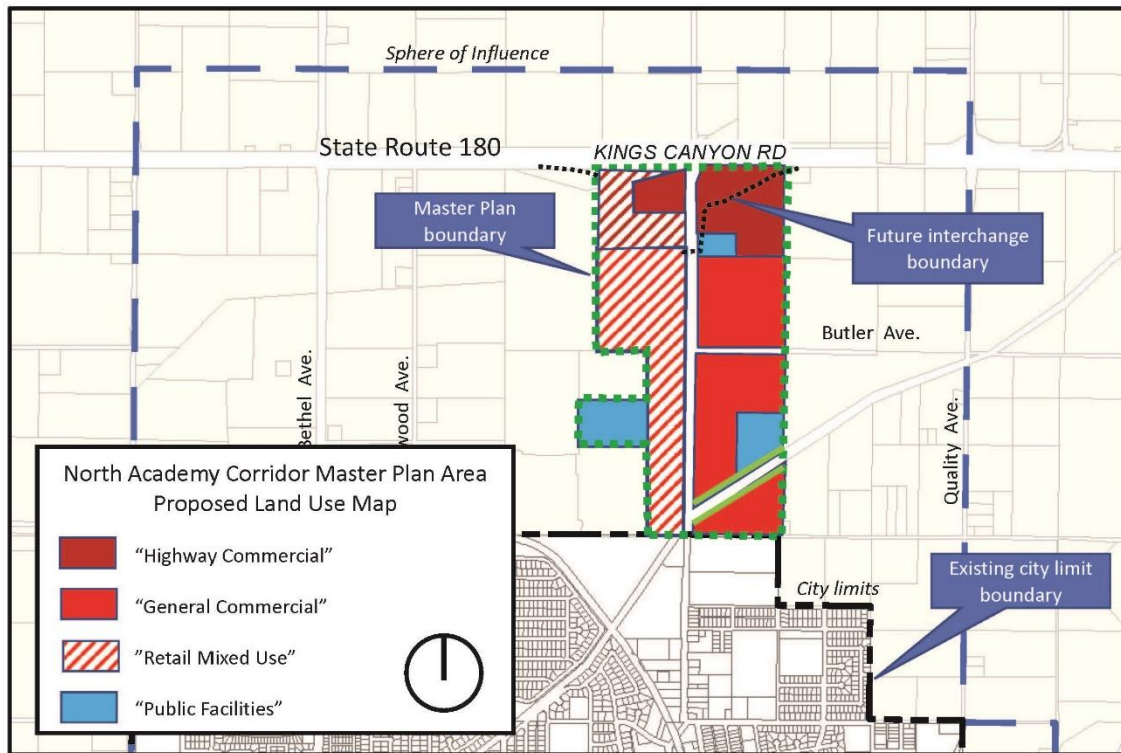 Sphere of Influence
State Route 180
KINGS CANYON RD
Master Plan
boundary
Future interchange
boundary
Butler Ave.
Bethel Ave.
wood Ave.
Quality Ave.
North Academy Corridor Master Plan Area
Proposed Land Use Map
“Highway Commercial”
“General Commercial”
”Retail Mixed Use”
“Public Facilities”
Existing city limit
boundary
City limits